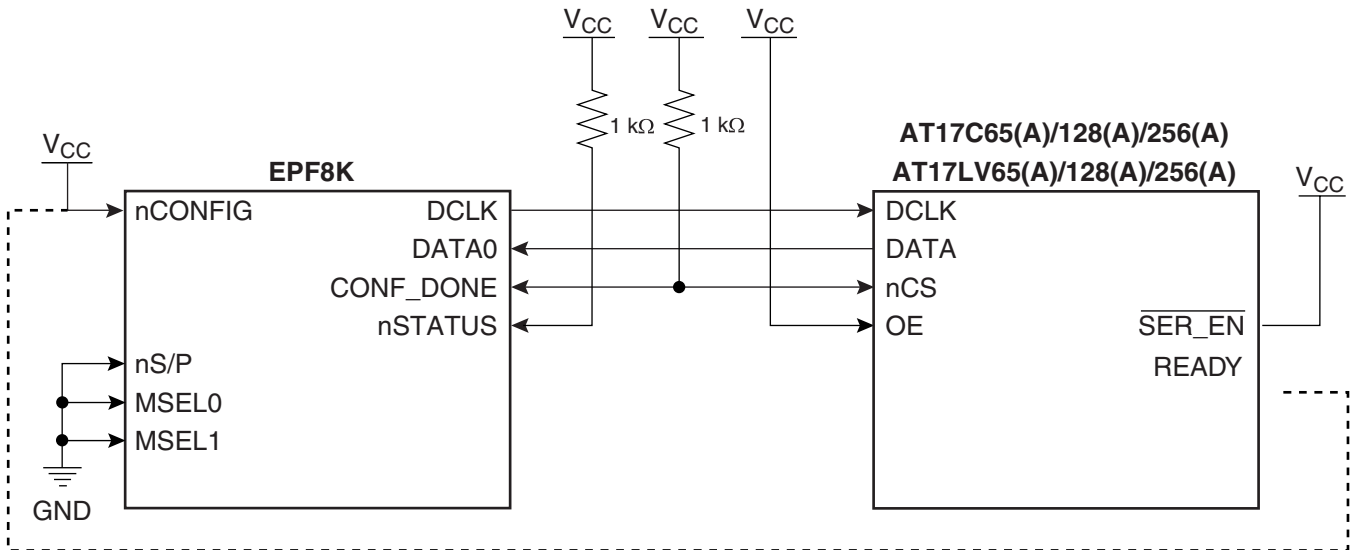 VCC VCC VCC
1 kΩ 1 kΩ
AT17C65(A)/128(A)/256(A)
AT17LV65(A)/128(A)/256(A)
VCC
EPF8K
VCC
nCONFIG
DCLK
DATA0
CONF_DONE
nSTATUS
nS/P
MSEL0
MSEL1
GND
DCLK
DATA
nCS
OE
SER_EN
READY